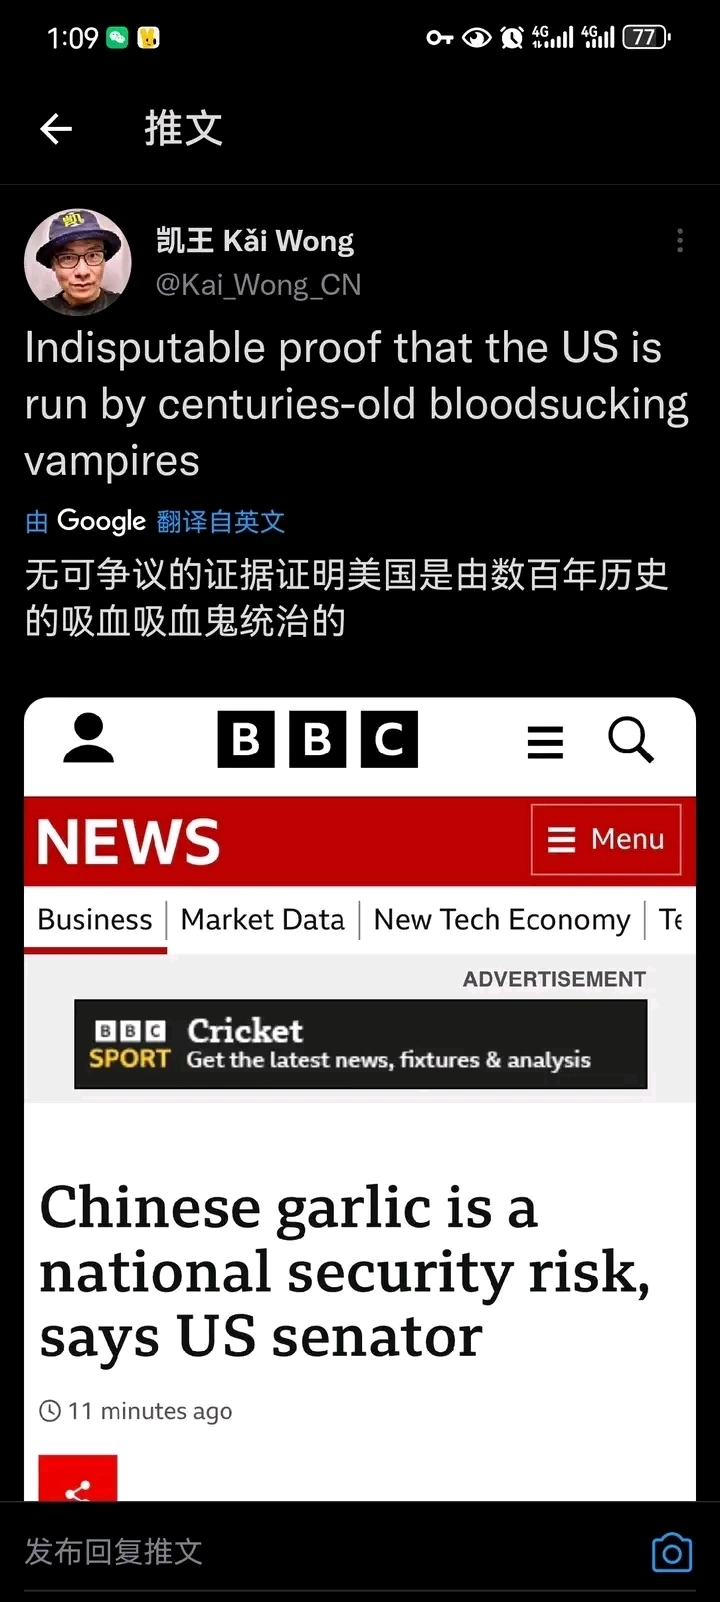 1:09
4G
4G
77
推文
凯王 Kǎi Wong
@Kai_Wong_CN
Indisputable proof that the US is
run by centuries-old bloodsucking
vampires
由 Google 翻译自英文
无可争议的证据证明美国是由数百年历史
的吸血吸血鬼统治的
BBC
NEWS
Menu
Business
Market Data
New Tech Economy
Te
ADVERTISEMENT
BBC Cricket
SPORT Get the latest news, fixtures & analysis
Chinese garlic is a
national security risk,
says US senator
11 minutes ago
发布回复推文